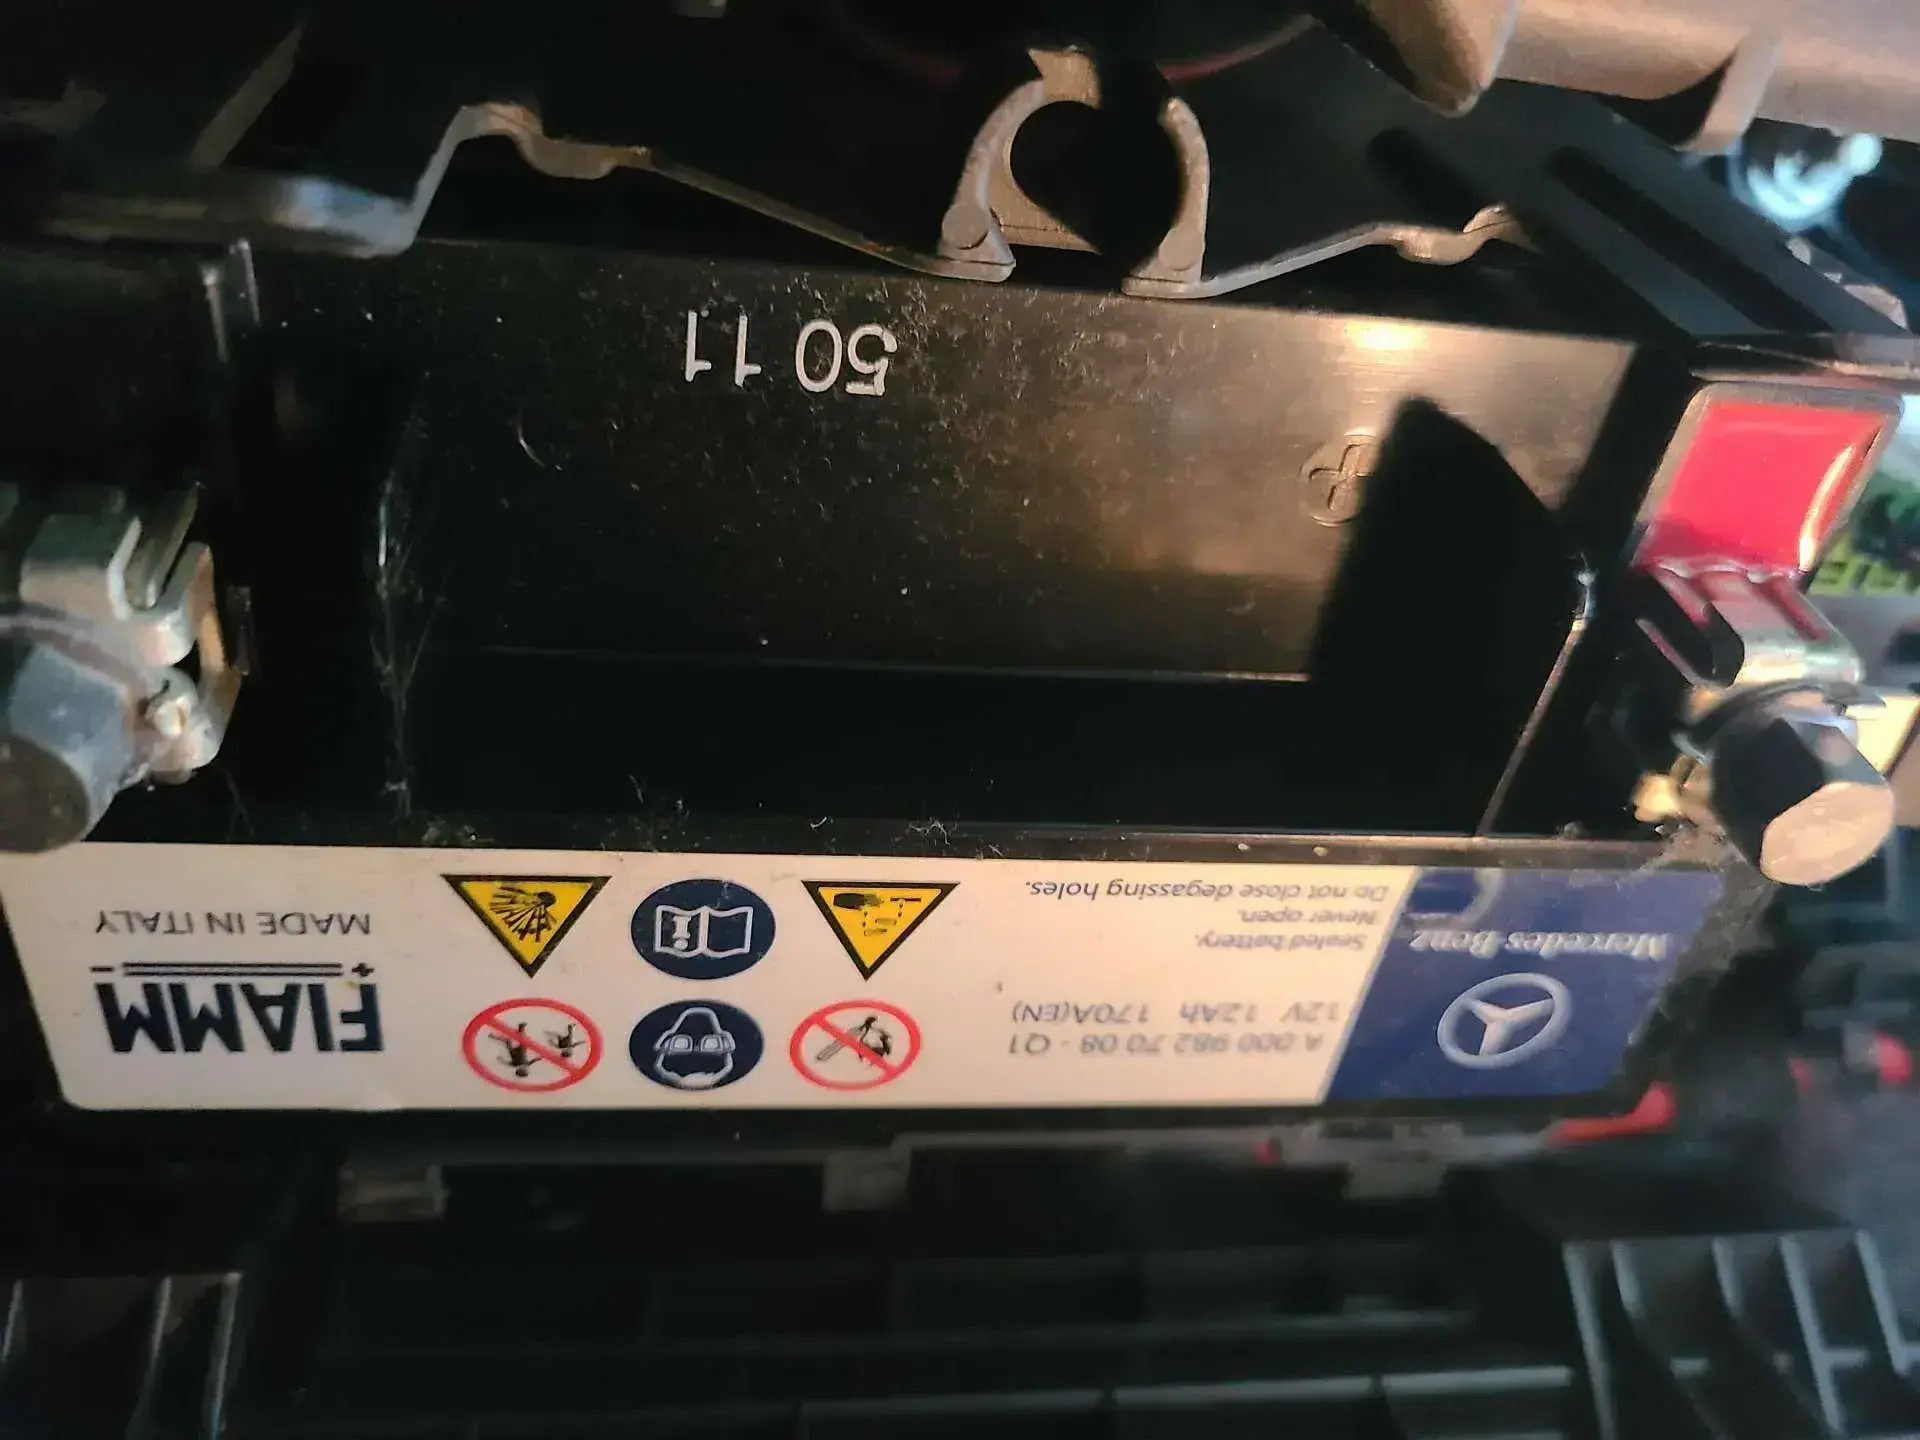 A 000 982 70 08 - Q1
12V 12Ah 170A(EN)
Mercedes-Benz
Sealed battery.
Never open.
Do not close degassing holes.
FIAMM
+ −
MADE IN ITALY
+
50 11